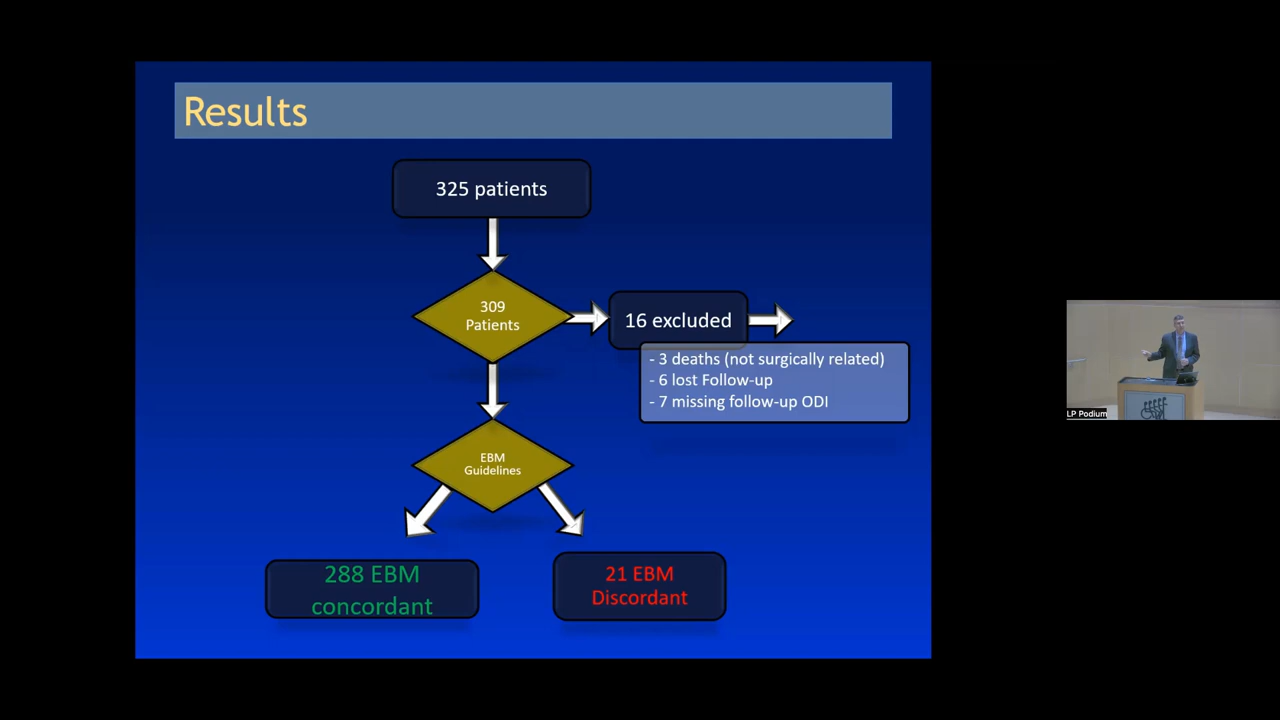 Results
325 patients
309
Patients
16 excluded
- 3 deaths (not surgically related)
- 6 lost Follow-up
- 7 missing follow-up ODI
EBM
Guidelines
288 EBM
concordant
21 EBM
Discordant
LP Podium